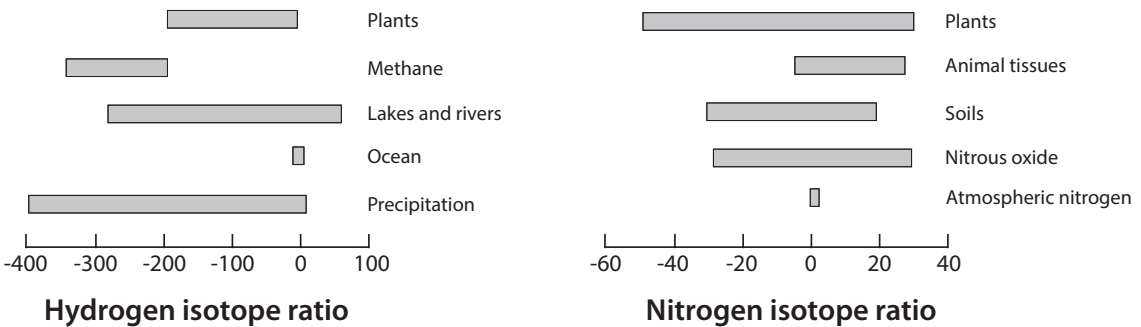 Plants
Methane
Lakes and rivers
Ocean
Precipitation
-400 -300 -200 -100 0 100
Hydrogen isotope ratio
Plants
Animal tissues
Soils
Nitrous oxide
Atmospheric nitrogen
-60 -40 -20 0 20 40
Nitrogen isotope ratio